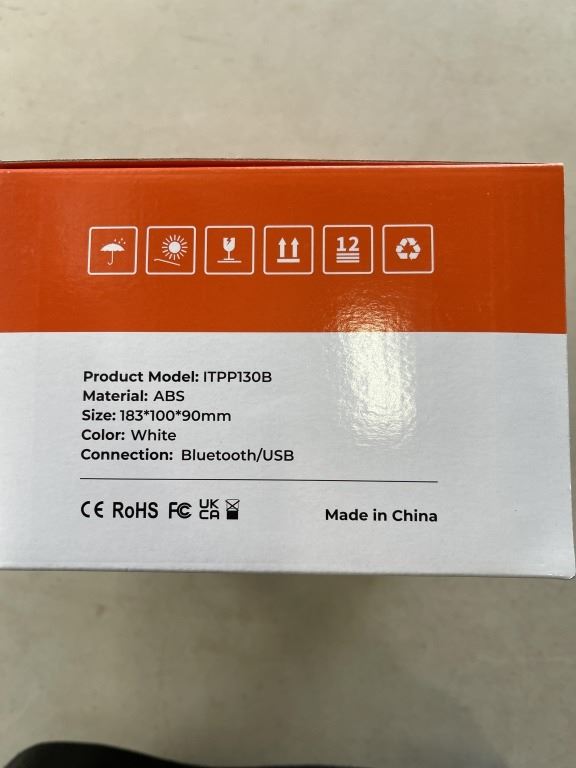 12
Product Model: ITPP130B
Material: ABS
Size: 183*100*90mm
Color: White
Connection: Bluetooth/USB
CE RoHS FC UK CA
Made in China